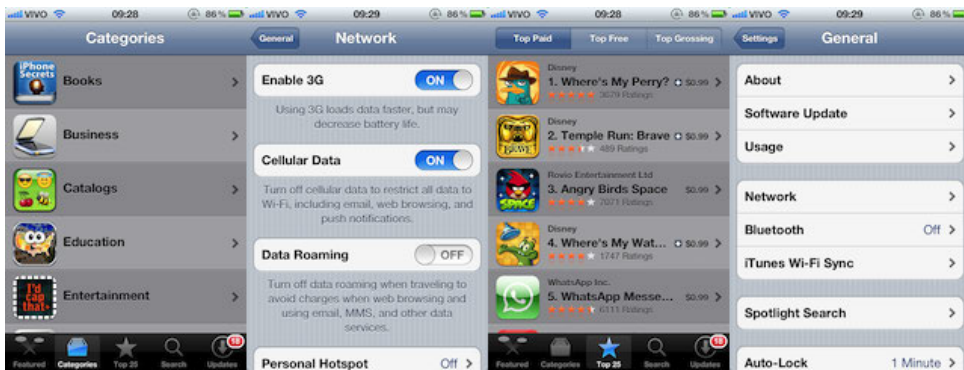 VIVO 09:28 86%
Categories
iPhone Secrets
Books
Business
Catalogs
Education
I'd cap that
Entertainment
Featured Categories Top 25 Search Updates
18
VIVO 09:29 86%
General Network
Enable 3G ON
Using 3G loads data faster, but may
decrease battery life.
Cellular Data ON
Turn off cellular data to restrict all data to
Wi-Fi, including email, web browsing, and
push notifications.
Data Roaming OFF
Turn off data roaming when traveling to
avoid charges when web browsing and
using email, MMS, and other data
services.
Personal Hotspot Off
VIVO 09:28 86%
Top Paid Top Free Top Grossing
Disney
1. Where's My Perry? $0.99
3079 Ratings
Disney
2. Temple Run: Brave $0.99
489 Ratings
BRAVE
Rovio Entertainment Ltd
3. Angry Birds Space $0.99
7071 Ratings
SPACE
Disney
4. Where's My Wat... $0.99
1747 Ratings
WhatsApp Inc.
5. WhatsApp Messe... $0.99
6111 Ratings
Featured Categories Top 25 Search Updates
18
VIVO 09:29 86%
Settings General
About
Software Update
Usage
Network
Bluetooth Off
iTunes Wi-Fi Sync
Spotlight Search
Auto-Lock 1 Minute